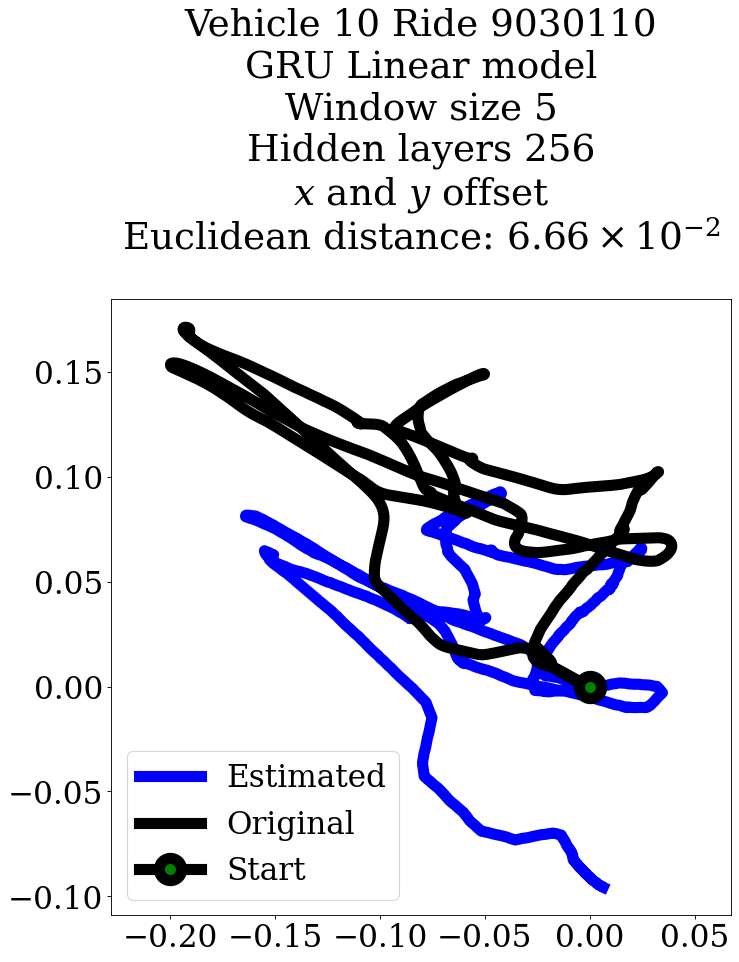 Vehicle 10 Ride 9030110
GRU Linear model
Window size 5
Hidden layers 256
x and y offset
Euclidean distance: 6.66 × 10⁻²
0.15
0.10
0.05
0.00
−0.05
−0.10
Estimated
Original
Start
−0.20 −0.15 −0.10 −0.05 0.00 0.05